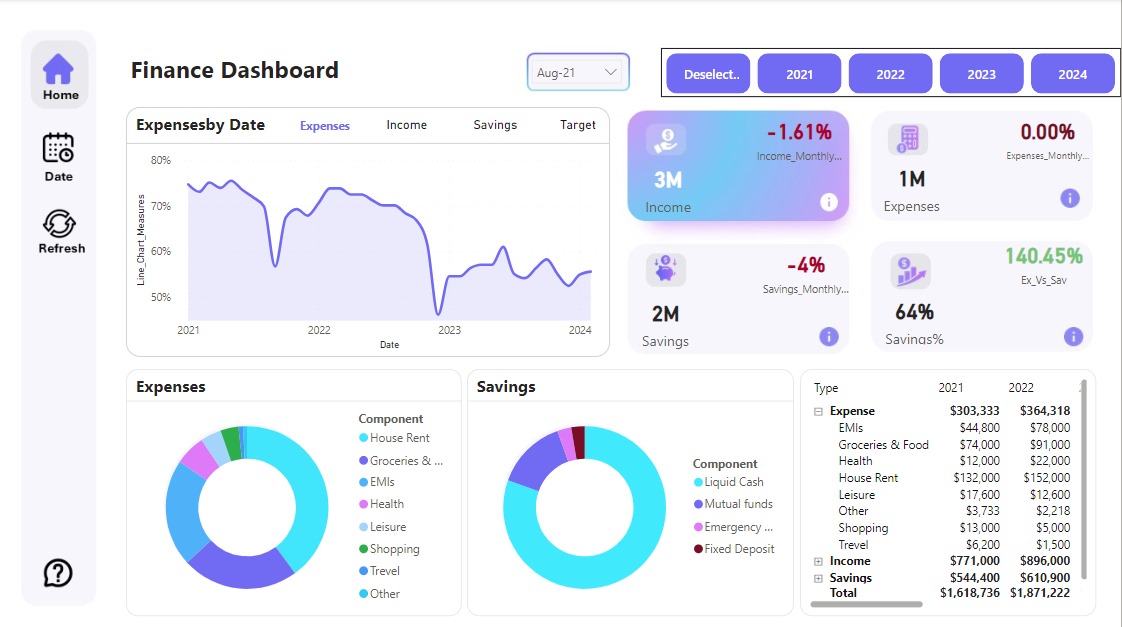 Home
Date
Refresh
Finance Dashboard
Aug-21
Deselect..
2021
2022
2023
2024
Expensesby Date
Expenses
Income
Savings
Target
Line_Chart_Measures
80%
70%
60%
50%
2021
2022
2023
2024
Date
-1.61%
Income_Monthly...
3M
Income
0.00%
Expenses_Monthly...
1M
Expenses
-4%
Savings_Monthly...
2M
Savings
140.45%
Ex_Vs_Sav
64%
Savings%
Expenses
Component
House Rent
Groceries & ...
EMIs
Health
Leisure
Shopping
Trevel
Other
Savings
Component
Liquid Cash
Mutual funds
Emergency ...
Fixed Deposit
Type 2021 2022
Expense $303,333 $364,318
EMIs $44,800 $78,000
Groceries & Food $74,000 $91,000
Health $12,000 $22,000
House Rent $132,000 $152,000
Leisure $17,600 $12,600
Other $3,733 $2,218
Shopping $13,000 $5,000
Trevel $6,200 $1,500
Income $771,000 $896,000
Savings $544,400 $610,900
Total $1,618,736 $1,871,222